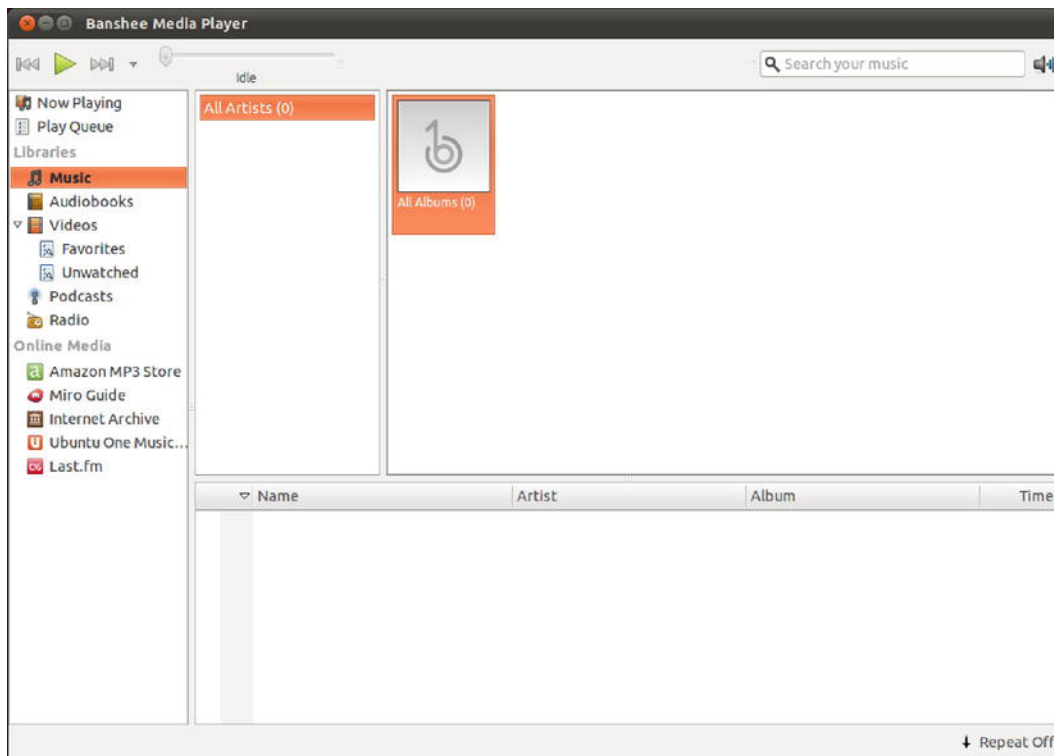 Banshee Media Player
Idle
Search your music
Now Playing
Play Queue
Libraries
Music
Audiobooks
Videos
Favorites
Unwatched
Podcasts
Radio
Online Media
Amazon MP3 Store
Miro Guide
Internet Archive
Ubuntu One Music...
Last.fm
All Artists (0)
All Albums (0)
Name Artist Album Time
Repeat Off